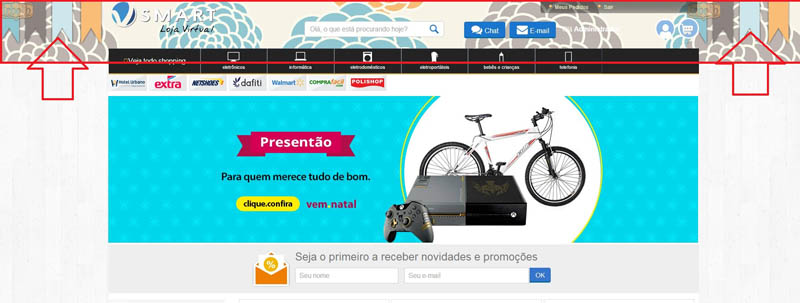 Meus Pedidos Sair
SMART
Loja Virtual
Olá, o que está procurando hoje?
Chat
E-mail
Veja todo shopping
eletrônicos
informática
eletrodomésticos
eletroportáteis
bebês e crianças
telefonia
Hotel Urbano
extra
NETSHOES
dafiti
Walmart
COMPRAFACIL
POLISHOP
Presentão
Para quem merece tudo de bom.
clique.confira
vem.natal
Seja o primeiro a receber novidades e promoções
Seu nome
Seu e-mail
OK